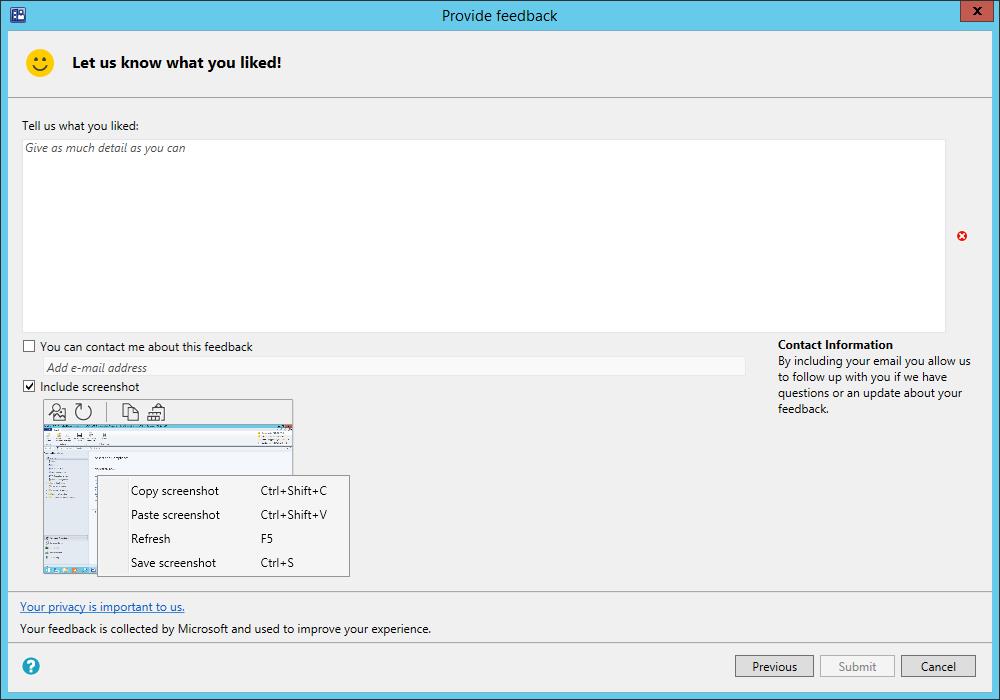 Provide feedback
Let us know what you liked!
Tell us what you liked:
Give as much detail as you can
You can contact me about this feedback
Add e-mail address
Include screenshot
Contact Information
By including your email you allow us
to follow up with you if we have
questions or an update about your
feedback.
Copy screenshot Ctrl+Shift+C
Paste screenshot Ctrl+Shift+V
Refresh F5
Save screenshot Ctrl+S
Your privacy is important to us.
Your feedback is collected by Microsoft and used to improve your experience.
Previous Submit Cancel